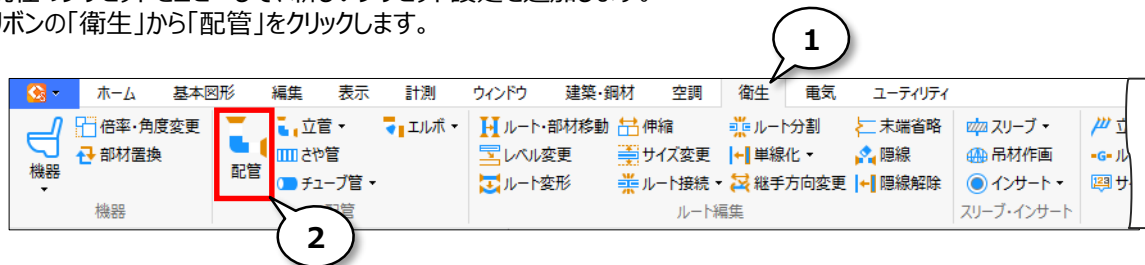 リボンの「衛生」から「配管」をクリックします。
1
ホーム 基本図形 編集 表示 計測 ウィンドウ 建築・鋼材 空調 衛生 電気 ユーティリティ
倍率・角度変更 立管 エルボ ルート・部材移動 伸縮 ルート分割 末端省略 スリーブ
機器 部材置換 配管 さや管 レベル変更 サイズ変更 単線化 隠線 吊材作画
チューブ管 ルート変形 ルート接続 継手方向変更 隠線解除 インサート
機器 ルート編集 スリーブ・インサート
2